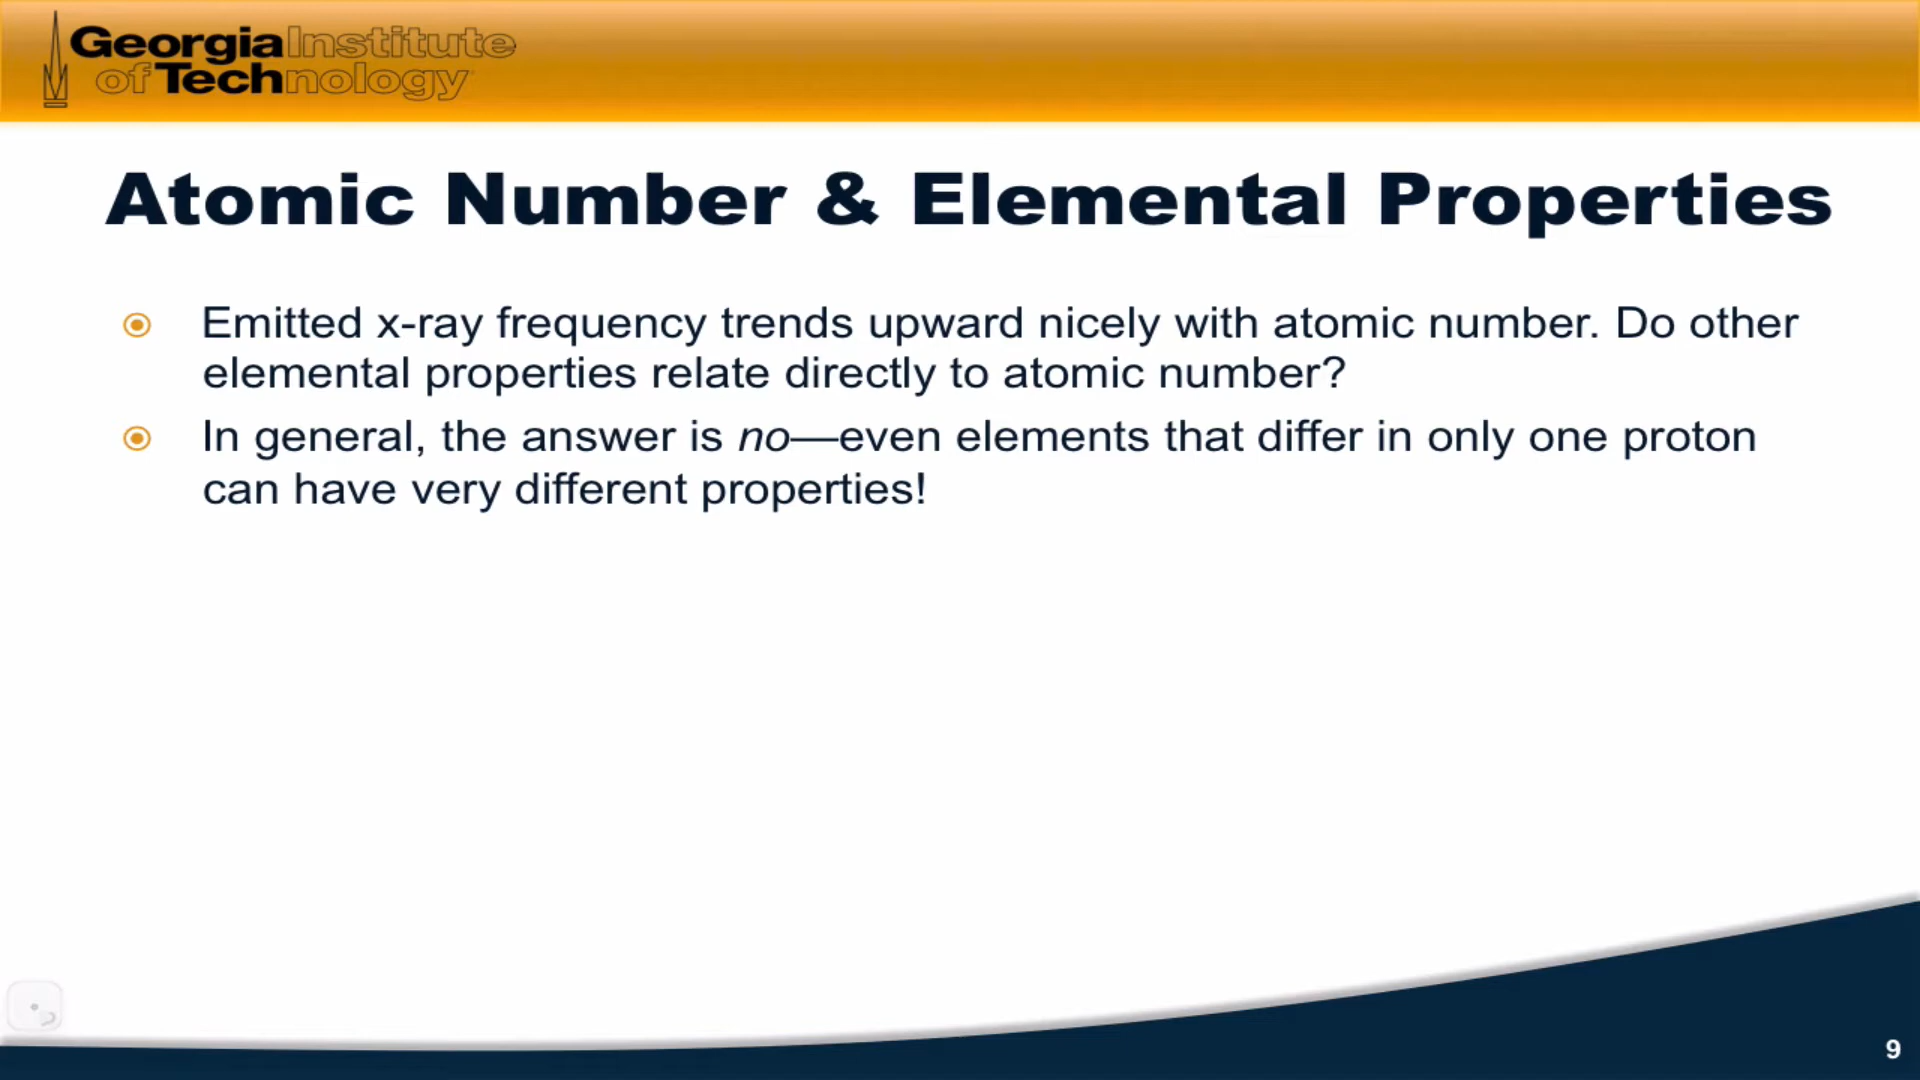 Georgia Institute
of Technology
Atomic Number & Elemental Properties
Emitted x-ray frequency trends upward nicely with atomic number. Do other
elemental properties relate directly to atomic number?
In general, the answer is no—even elements that differ in only one proton
can have very different properties!
9